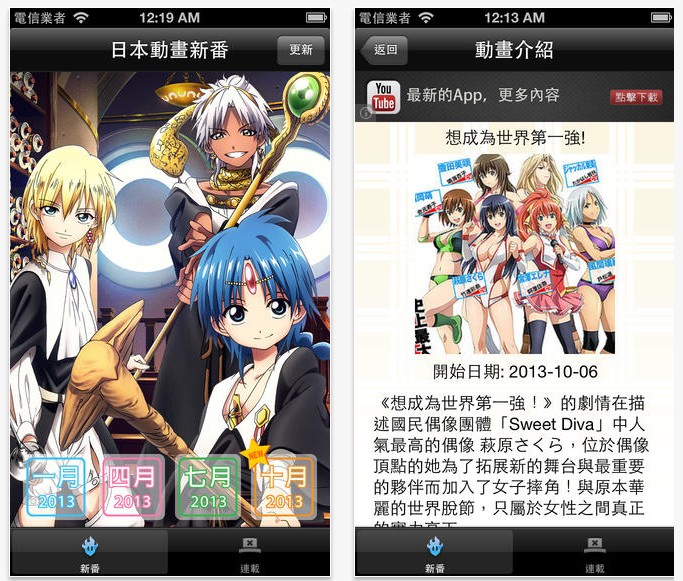 電信業者 12:19 AM
日本動畫新番
更新
NEW
一月 四月 七月 十月
2013 2013 2013 2013
新番 連載
電信業者 12:13 AM
返回
動畫介紹
You
Tube
最新的App，更多內容
點擊下載
想成為世界第一強!
開始日期: 2013-10-06
《想成為世界第一強！》的劇情在描
述國民偶像團體「Sweet Diva」中人
氣最高的偶像 萩原さくら，位於偶像
頂點的她為了拓展新的舞台與最重要
的夥伴而加入了女子摔角！與原本華
麗的世界脫節，只屬於女性之間真正
新番 連載